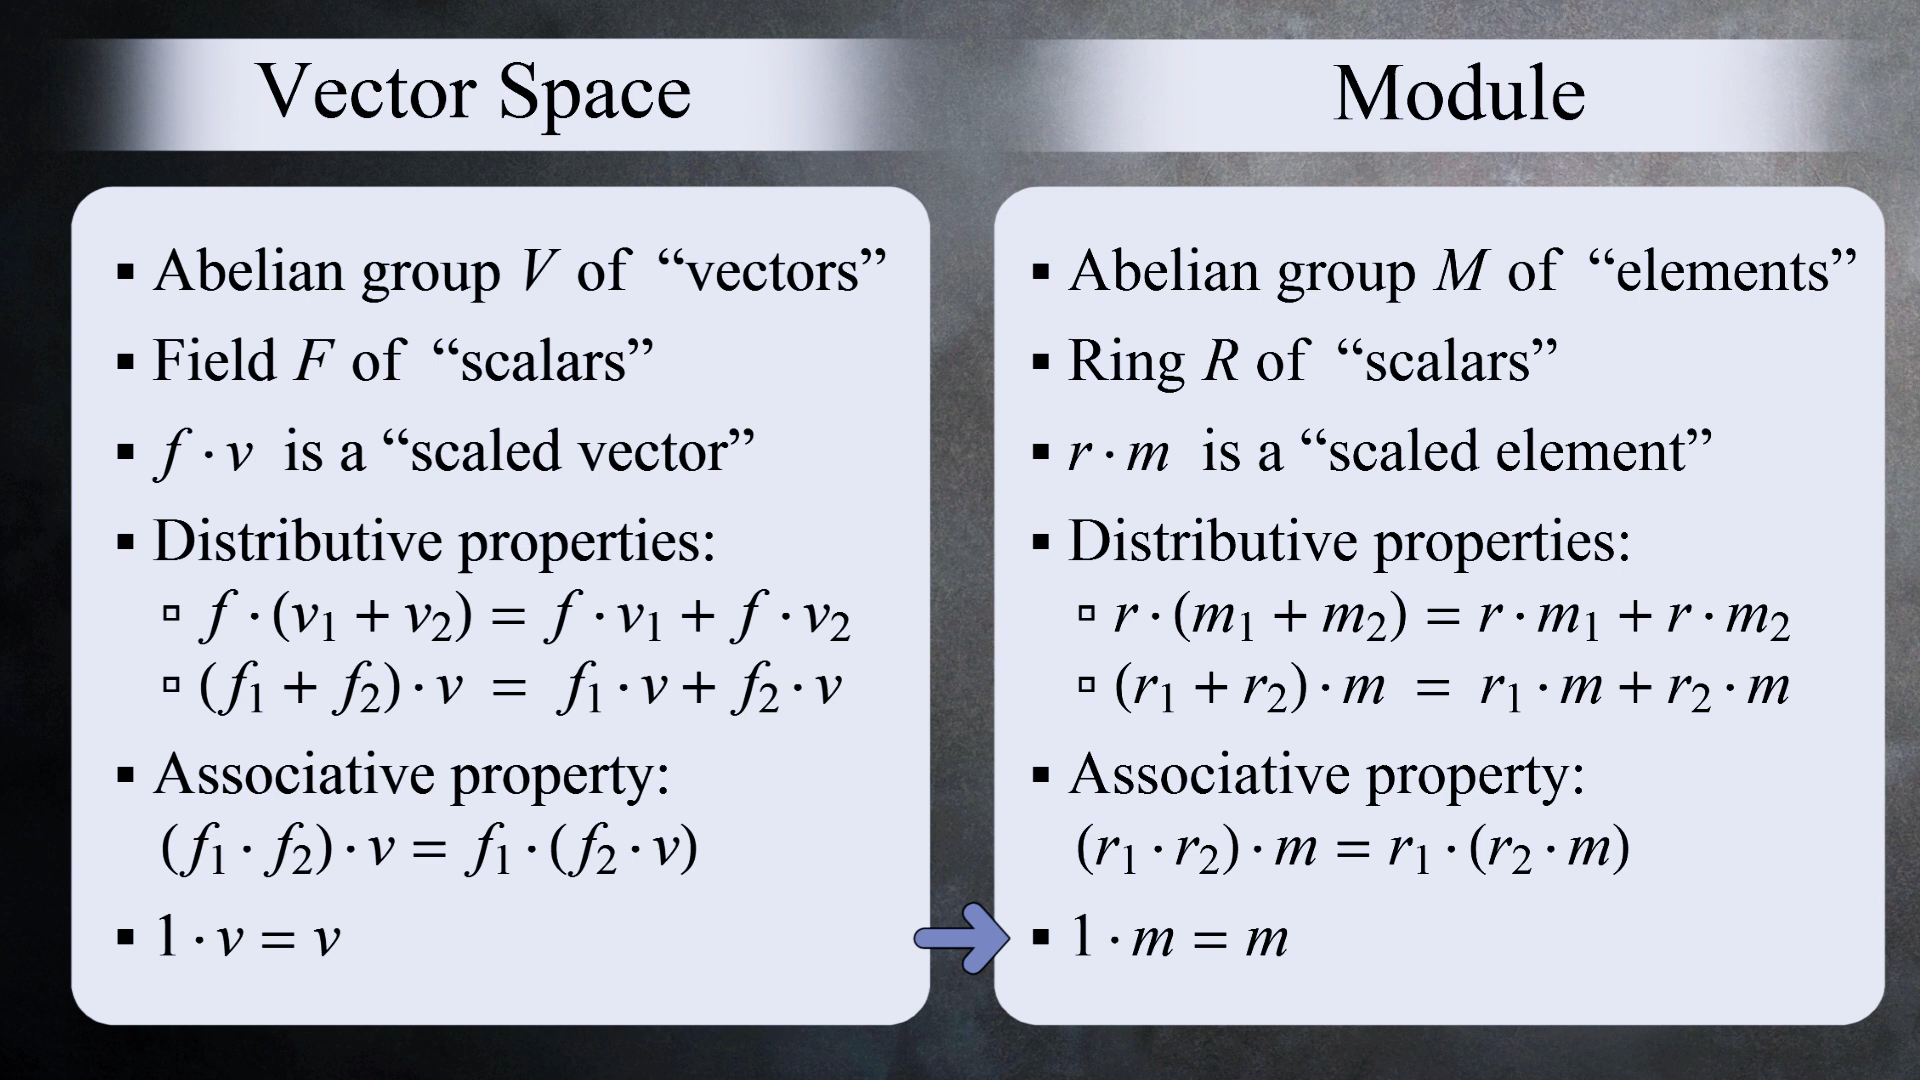 Vector Space
▪ Abelian group V of “vectors”
▪ Field F of “scalars”
▪ f · v is a “scaled vector”
▪ Distributive properties:
▫ f · (v₁ + v₂) = f · v₁ + f · v₂
▫ (f₁ + f₂) · v = f₁ · v + f₂ · v
▪ Associative property:
(f₁ · f₂) · v = f₁ · (f₂ · v)
▪ 1 · v = v
Module
▪ Abelian group M of “elements”
▪ Ring R of “scalars”
▪ r · m is a “scaled element”
▪ Distributive properties:
▫ r · (m₁ + m₂) = r · m₁ + r · m₂
▫ (r₁ + r₂) · m = r₁ · m + r₂ · m
▪ Associative property:
(r₁ · r₂) · m = r₁ · (r₂ · m)
▪ 1 · m = m